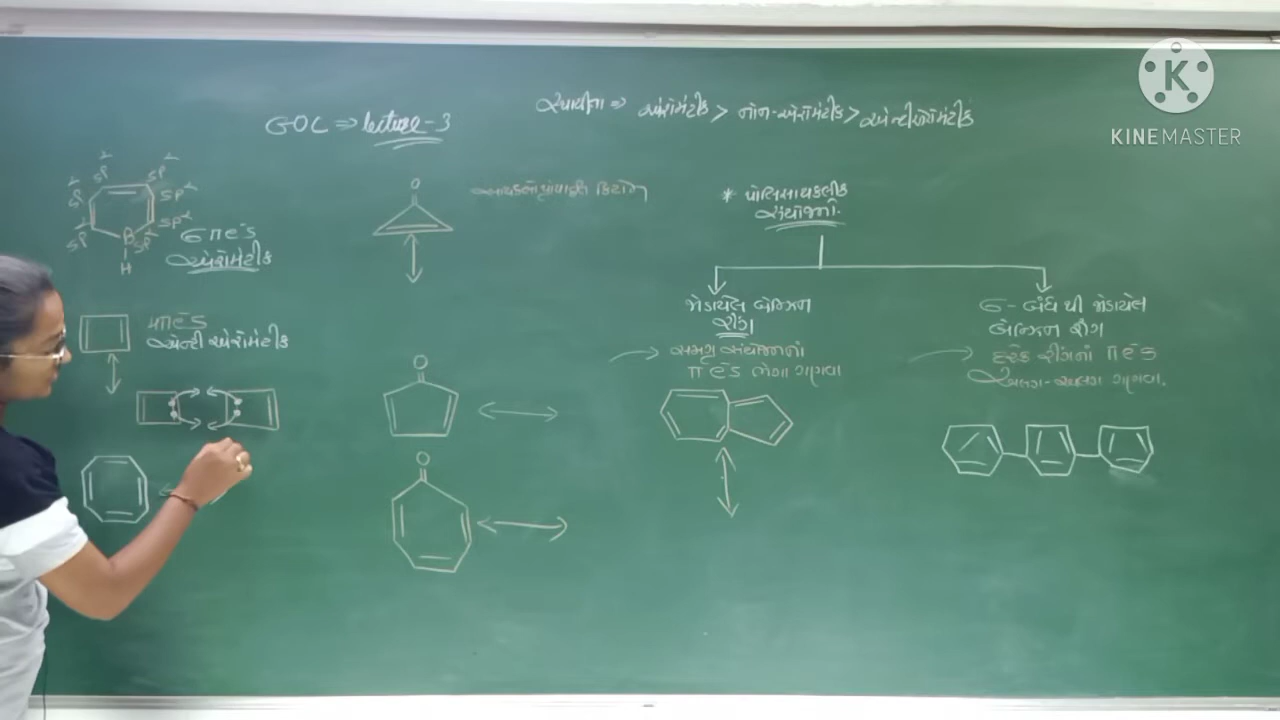 GOC ⇒ lecture-3
સ્થાયીતા ⇒ એરોમેટીક > નોન-એરોમેટીક > એન્ટીએરોમેટીક
sp² sp² sp² sp² sp² sp² sp²
B
H
6πe⁻s
એરોમેટીક
4πe⁻s
એન્ટી એરોમેટીક
O
O
O
* પોલિસાયકલીક
સંયોજનો.
જોડાયેલ બેન્ઝિન
રીંગ
→ સમગ્ર સંયોજનનાં
πe⁻s ભેગા ગણવા
σ-બંધ થી જોડાયેલ
બેન્ઝિન રીંગ
→ દરેક રીંગનાં πe⁻s
અલગ-અલગ ગણવા.
K
KINEMASTER